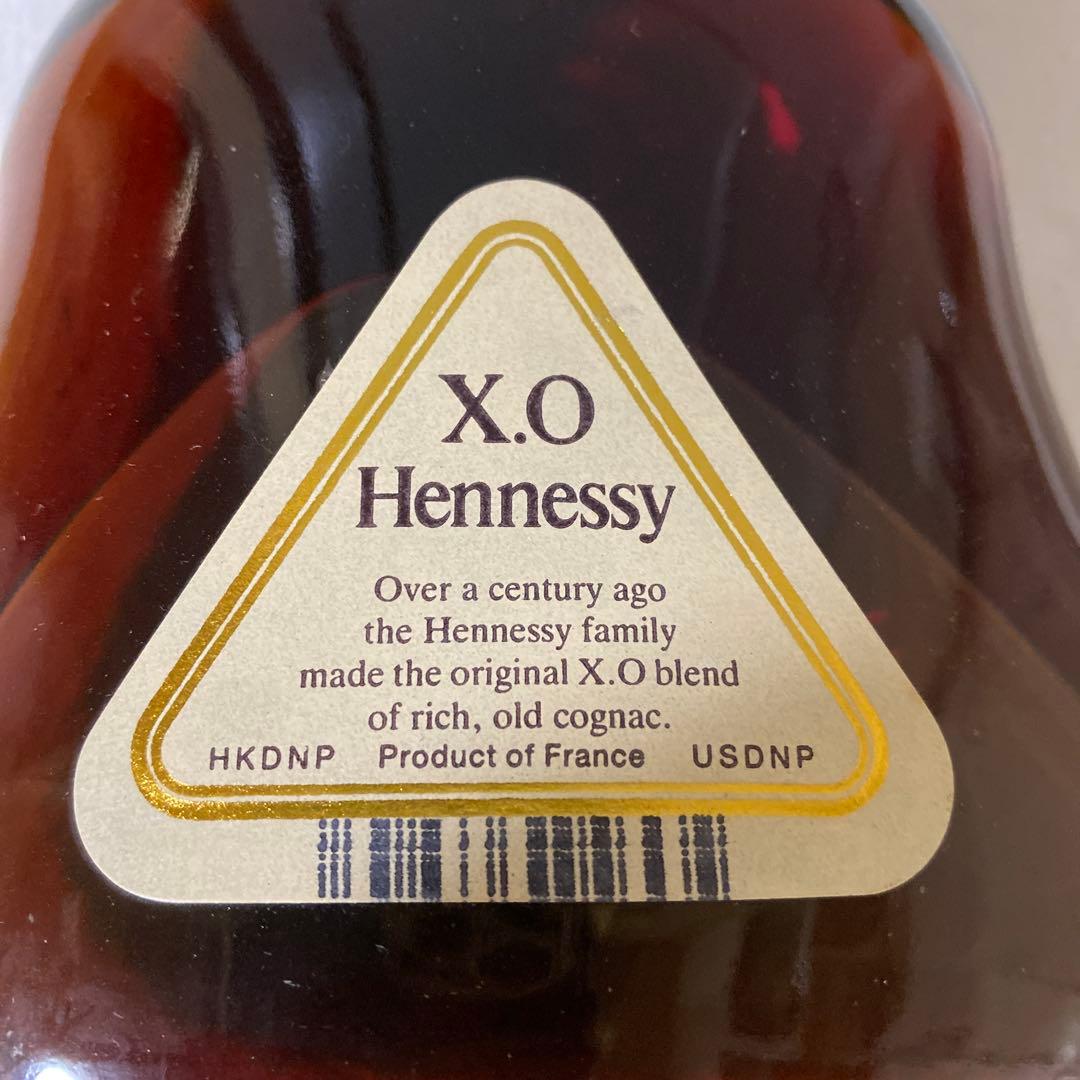 X.O
Hennessy
Over a century ago
the Hennessy family
made the original X.O blend
of rich, old cognac.
HKDNP Product of France USDNP